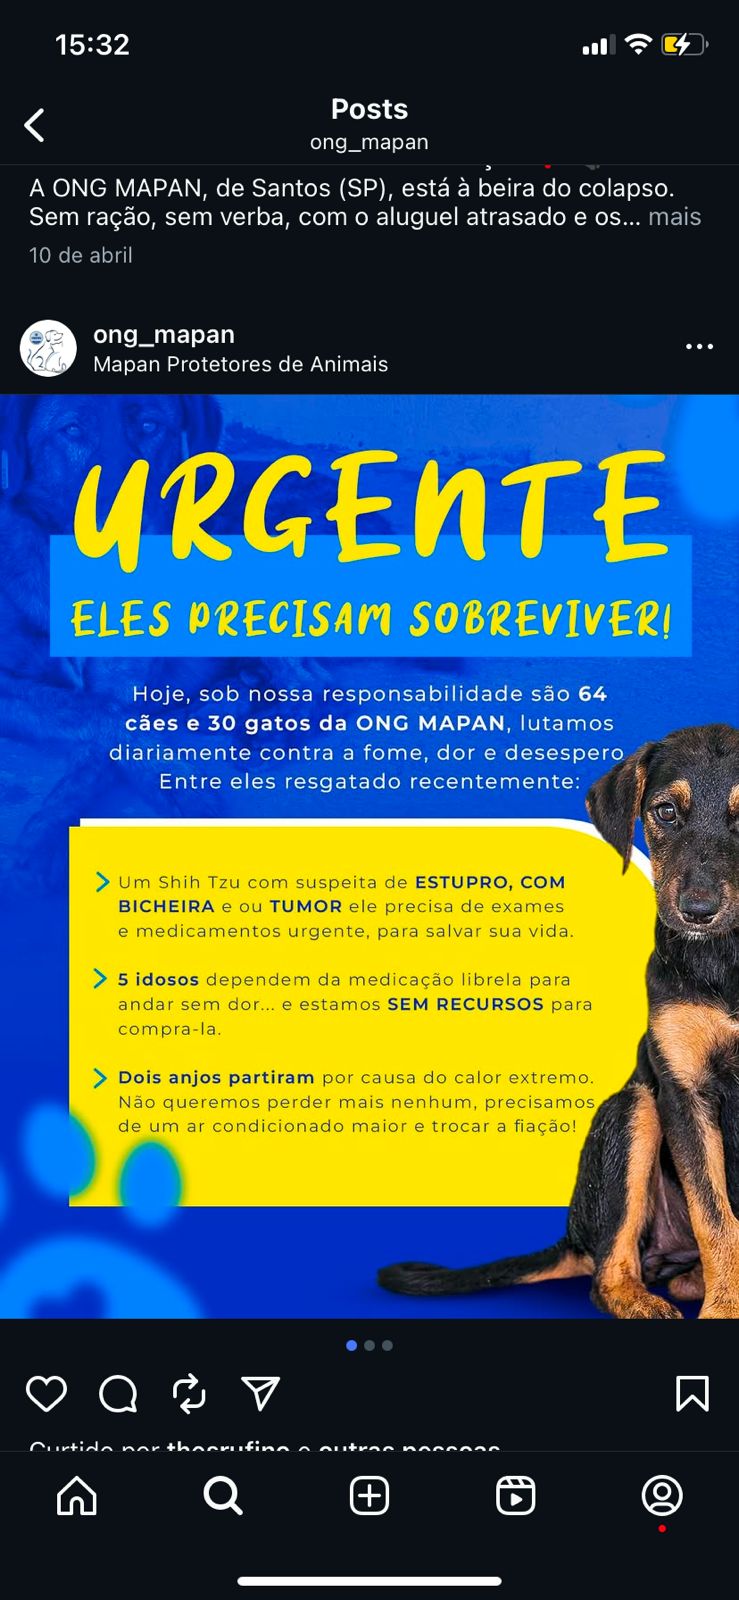 15:32
Posts
ong_mapan
A ONG MAPAN, de Santos (SP), está à beira do colapso.
Sem ração, sem verba, com o aluguel atrasado e os... mais
10 de abril
ong_mapan
Mapan Protetores de Animais
URGENTE
ELES PRECISAM SOBREVIVER!
Hoje, sob nossa responsabilidade são 64
cães e 30 gatos da ONG MAPAN, lutamos
diariamente contra a fome, dor e desespero
Entre eles resgatado recentemente:
Um Shih Tzu com suspeita de ESTUPRO, COM
BICHEIRA e ou TUMOR ele precisa de exames
e medicamentos urgente, para salvar sua vida.
5 idosos dependem da medicação librela para
andar sem dor... e estamos SEM RECURSOS para
compra-la.
Dois anjos partiram por causa do calor extremo.
Não queremos perder mais nenhum, precisamos
de um ar condicionado maior e trocar a fiação!
Curtido por thosrufino e outras pessoas